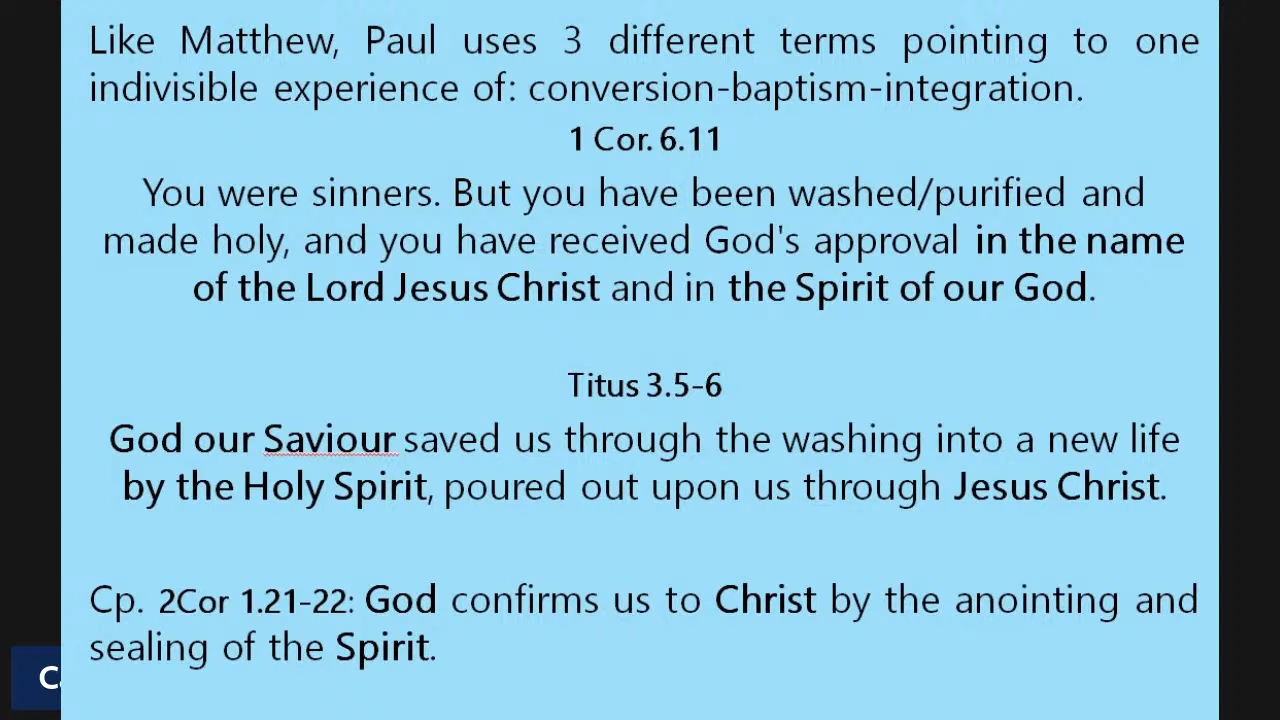 Like Matthew, Paul uses 3 different terms pointing to one
indivisible experience of: conversion-baptism-integration.
1 Cor. 6.11
You were sinners. But you have been washed/purified and
made holy, and you have received God's approval in the name
of the Lord Jesus Christ and in the Spirit of our God.
Titus 3.5-6
God our Saviour saved us through the washing into a new life
by the Holy Spirit, poured out upon us through Jesus Christ.
Cp. 2Cor 1.21-22: God confirms us to Christ by the anointing and
sealing of the Spirit.